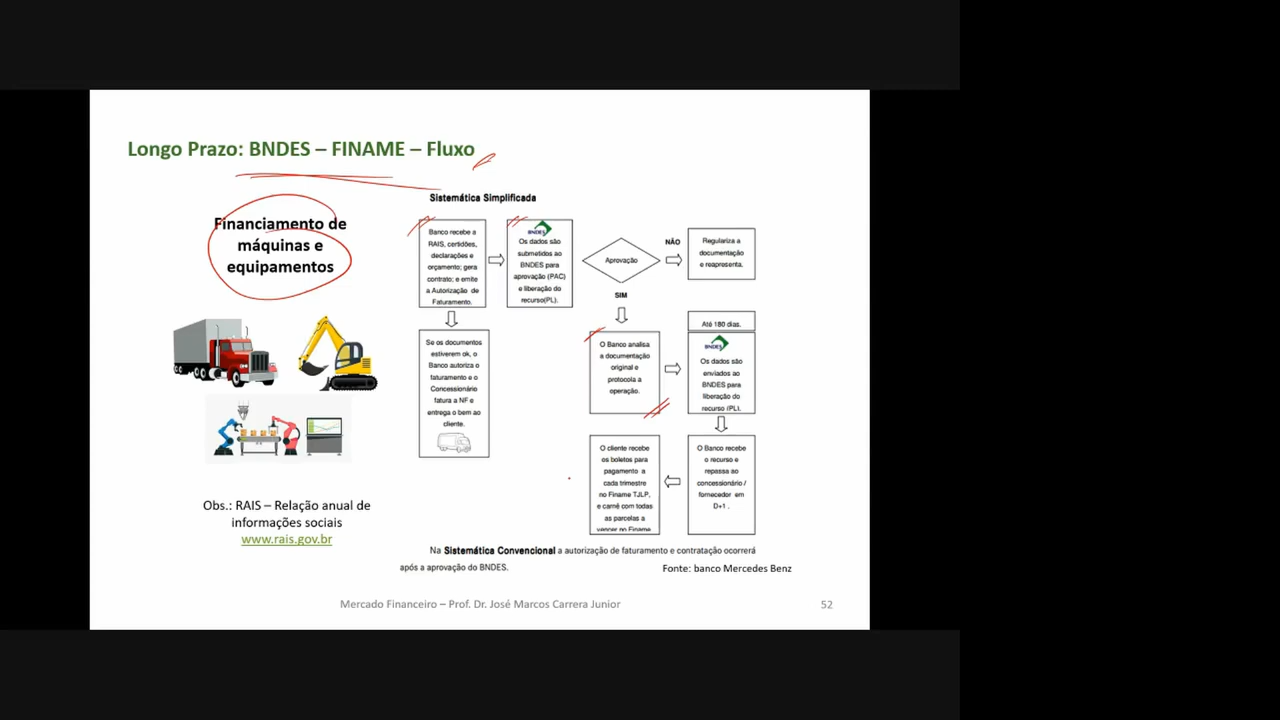 Longo Prazo: BNDES – FINAME – Fluxo
Financiamento de
máquinas e
equipamentos
Obs.: RAIS – Relação anual de
informações sociais
www.rais.gov.br
Sistemática Simplificada
Banco recebe a
RAIS, certidões,
declarações e
orçamento; gera
contrato; e emite
a Autorização de
Faturamento.
BNDES
Os dados são
submetidos ao
BNDES para
aprovação (PAC)
e liberação do
recurso(PL).
Aprovação
NÃO
Regulariza a
documentação
e reapresenta.
SIM
Se os documentos
estiverem ok, o
Banco autoriza o
faturamento e o
Concessionário
fatura a NF e
entrega o bem ao
cliente.
O Banco analisa
a documentação
original e
protocola a
operação.
Até 180 dias.
BNDES
Os dados são
enviados ao
BNDES para
liberação do
recurso (PL).
O Banco recebe
o recurso e
repassa ao
concessionário /
fornecedor em
D+1 .
O cliente recebe
os boletos para
pagamento a
cada trimestre
no Finame TJLP,
e carnê com todas
as parcelas a
vencer no Finame
Na Sistemática Convencional a autorização de faturamento e contratação ocorrerá
após a aprovação do BNDES.
Fonte: banco Mercedes Benz
Mercado Financeiro – Prof. Dr. José Marcos Carrera Junior
52